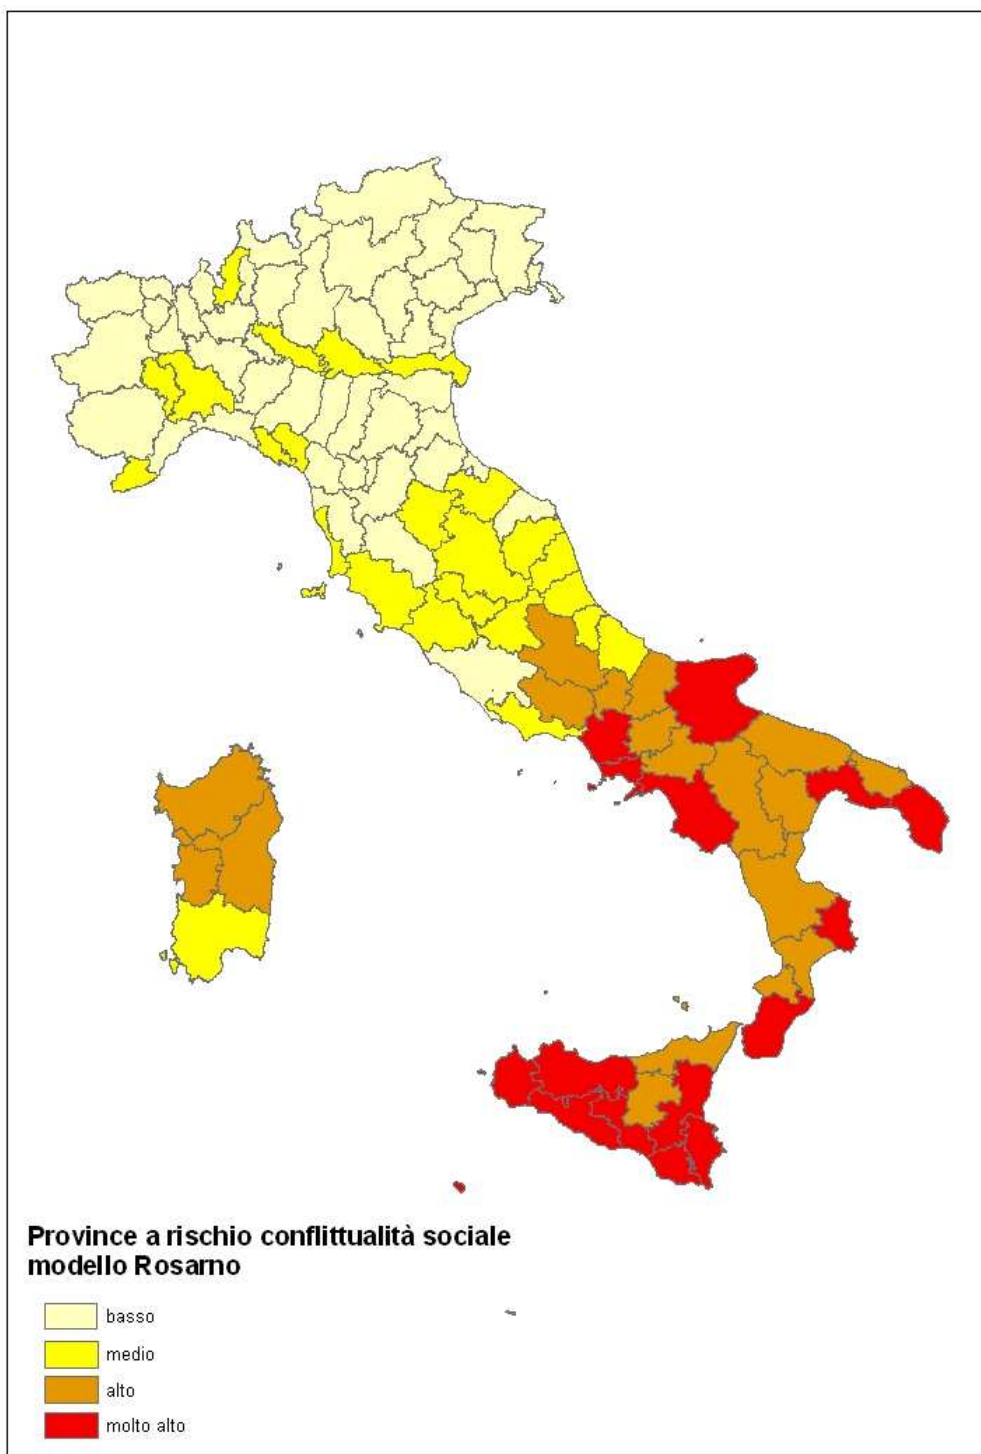 Province a rischio conflittualità sociale
modello Rosarno
basso
medio
alto
molto alto